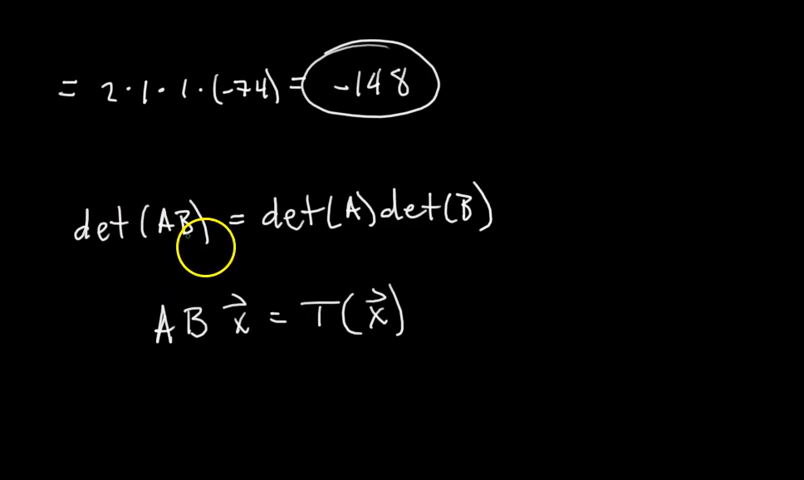 = 2 · 1 · 1 · (-74) = -148
det(AB) = det(A)det(B)
AB x⃗ = T(x⃗)